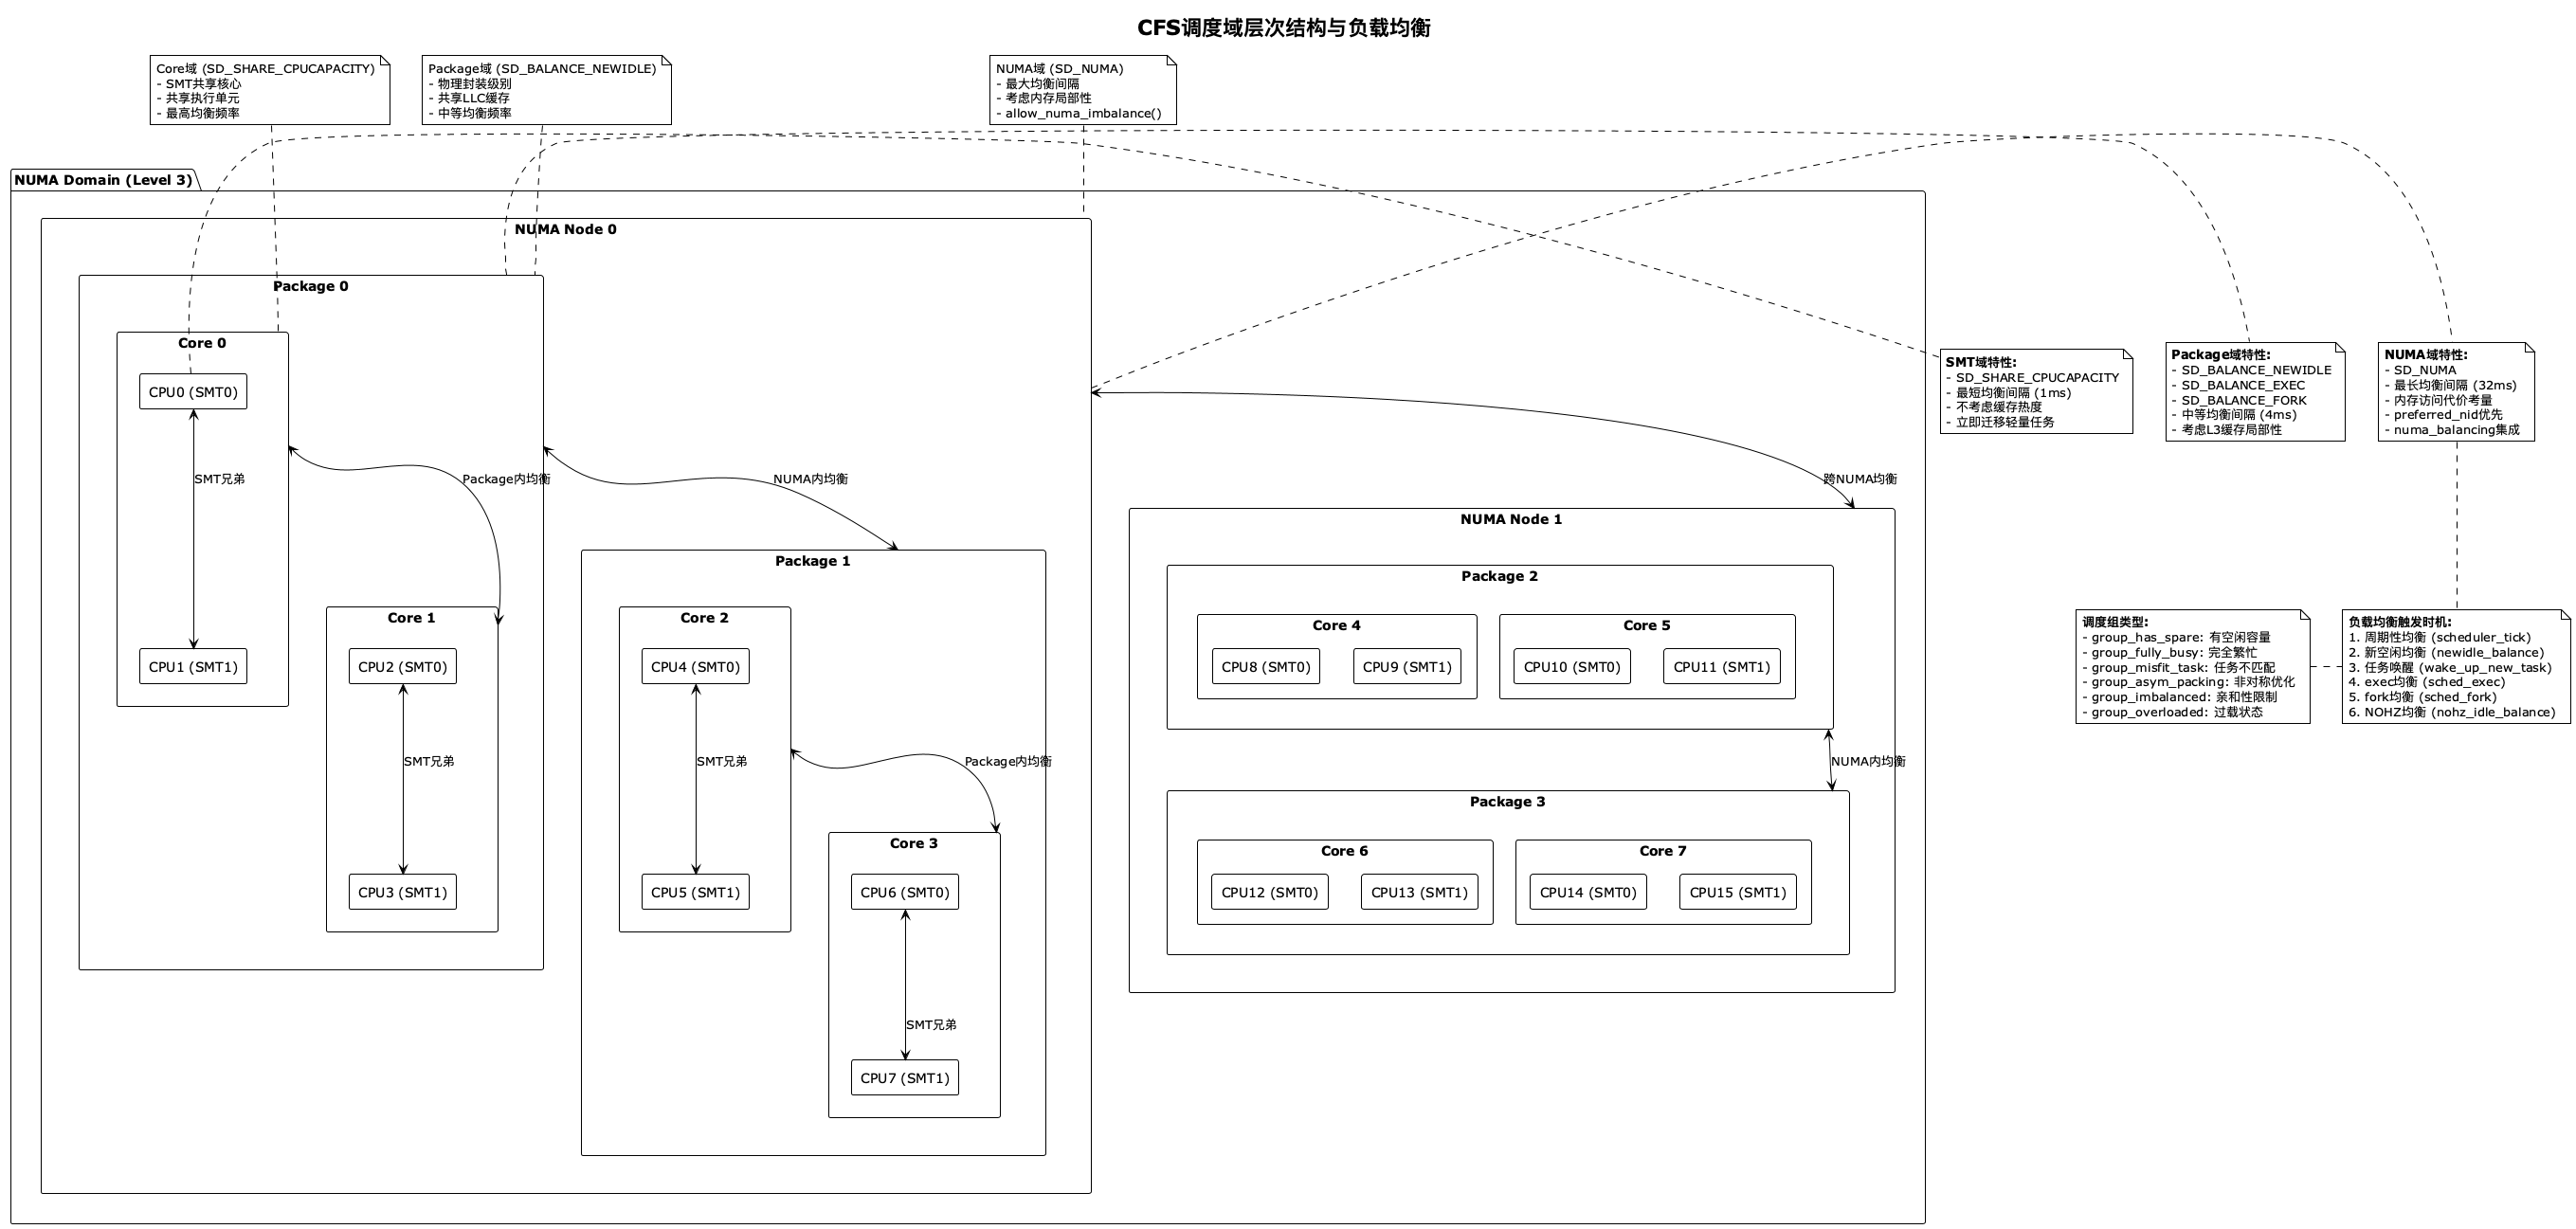 CFS调度域层次结构与负载均衡
Core域 (SD_SHARE_CPUCAPACITY)
- SMT共享核心
- 共享执行单元
- 最高均衡频率
Package域 (SD_BALANCE_NEWIDLE)
- 物理封装级别
- 共享LLC缓存
- 中等均衡频率
NUMA域 (SD_NUMA)
- 最大均衡间隔
- 考虑内存局部性
- allow_numa_imbalance()
NUMA Domain (Level 3)
NUMA Node 0
Package 0
Core 0
CPU0 (SMT0)
SMT兄弟
CPU1 (SMT1)
Package内均衡
Core 1
CPU2 (SMT0)
SMT兄弟
CPU3 (SMT1)
NUMA内均衡
Package 1
Core 2
CPU4 (SMT0)
SMT兄弟
CPU5 (SMT1)
Package内均衡
Core 3
CPU6 (SMT0)
SMT兄弟
CPU7 (SMT1)
跨NUMA均衡
NUMA Node 1
Package 2
Core 4
CPU8 (SMT0)
CPU9 (SMT1)
Core 5
CPU10 (SMT0)
CPU11 (SMT1)
NUMA内均衡
Package 3
Core 6
CPU12 (SMT0)
CPU13 (SMT1)
Core 7
CPU14 (SMT0)
CPU15 (SMT1)
SMT域特性:
- SD_SHARE_CPUCAPACITY
- 最短均衡间隔 (1ms)
- 不考虑缓存热度
- 立即迁移轻量任务
Package域特性:
- SD_BALANCE_NEWIDLE
- SD_BALANCE_EXEC
- SD_BALANCE_FORK
- 中等均衡间隔 (4ms)
- 考虑L3缓存局部性
NUMA域特性:
- SD_NUMA
- 最长均衡间隔 (32ms)
- 内存访问代价考量
- preferred_nid优先
- numa_balancing集成
调度组类型:
- group_has_spare: 有空闲容量
- group_fully_busy: 完全繁忙
- group_misfit_task: 任务不匹配
- group_asym_packing: 非对称优化
- group_imbalanced: 亲和性限制
- group_overloaded: 过载状态
负载均衡触发时机:
1. 周期性均衡 (scheduler_tick)
2. 新空闲均衡 (newidle_balance)
3. 任务唤醒 (wake_up_new_task)
4. exec均衡 (sched_exec)
5. fork均衡 (sched_fork)
6. NOHZ均衡 (nohz_idle_balance)